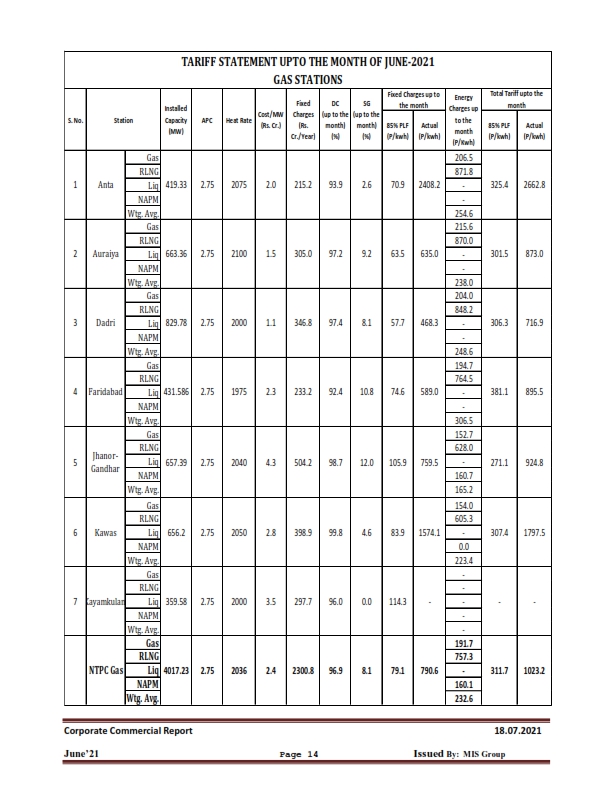 TARIFF STATEMENT UPTO THE MONTH OF JUNE-2021
GAS STATIONS
S. No. Station Installed Capacity (MW) APC Heat Rate Cost/MW (Rs. Cr.) Fixed Charges (Rs. Cr./Year) DC (up to the month) (%) SG (up to the month) (%) Fixed Charges up to the month 85% PLF (P/kwh) Actual (P/kwh) Energy Charges up to the month (P/Kwh) Total Tariff upto the month 85% PLF (P/kwh) Actual (P/kwh)
Gas 206.5
RLNG 871.8
1 Anta Liq 419.33 2.75 2075 2.0 215.2 93.9 2.6 70.9 2408.2 - 325.4 2662.8
NAPM -
Wtg. Avg. 254.6
Gas 215.6
RLNG 870.0
2 Auraiya Liq 663.36 2.75 2100 1.5 305.0 97.2 9.2 63.5 635.0 - 301.5 873.0
NAPM -
Wtg. Avg. 238.0
Gas 204.0
RLNG 848.2
3 Dadri Liq 829.78 2.75 2000 1.1 346.8 97.4 8.1 57.7 468.3 - 306.3 716.9
NAPM -
Wtg. Avg. 248.6
Gas 194.7
RLNG 764.5
4 Faridabad Liq 431.586 2.75 1975 2.3 233.2 92.4 10.8 74.6 589.0 - 381.1 895.5
NAPM -
Wtg. Avg. 306.5
Gas 152.7
RLNG 628.0
5 Jhanor-Gandhar Liq 657.39 2.75 2040 4.3 504.2 98.7 12.0 105.9 759.5 - 271.1 924.8
NAPM 160.7
Wtg. Avg. 165.2
Gas 154.0
RLNG 605.3
6 Kawas Liq 656.2 2.75 2050 2.8 398.9 99.8 4.6 83.9 1574.1 - 307.4 1797.5
NAPM 0.0
Wtg. Avg. 223.4
Gas -
RLNG -
7 Kayamkulam Liq 359.58 2.75 2000 3.5 297.7 96.0 0.0 114.3 - - - -
NAPM -
Wtg. Avg. -
Gas 191.7
RLNG 757.3
NTPC Gas Liq 4017.23 2.75 2036 2.4 2300.8 96.9 8.1 79.1 790.6 - 311.7 1023.2
NAPM 160.1
Wtg. Avg. 232.6
Corporate Commercial Report 18.07.2021
June'21 Page 14 Issued By: MIS Group